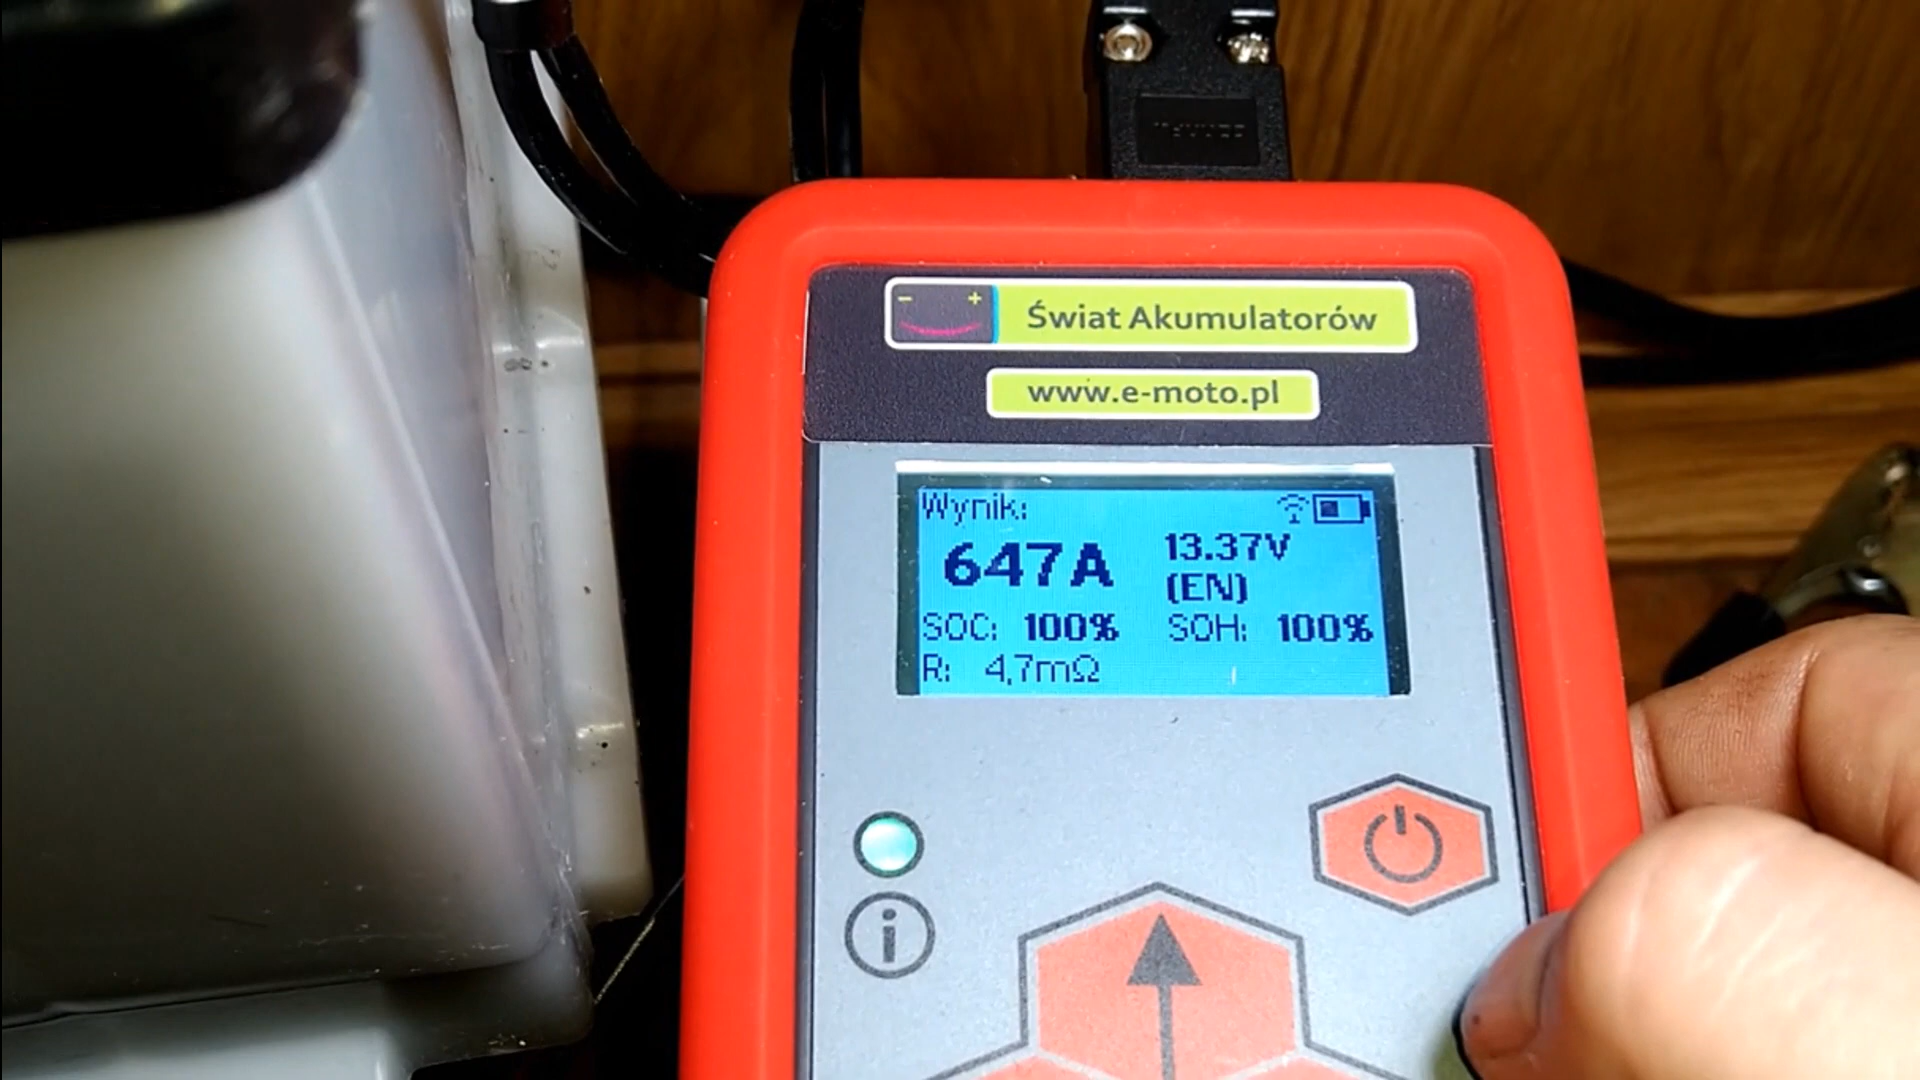 - +
Świat Akumulatorów
www.e-moto.pl
Wynik:
647A
13.37V
(EN)
SOC: 100% SOH: 100%
R: 4,7mΩ
i